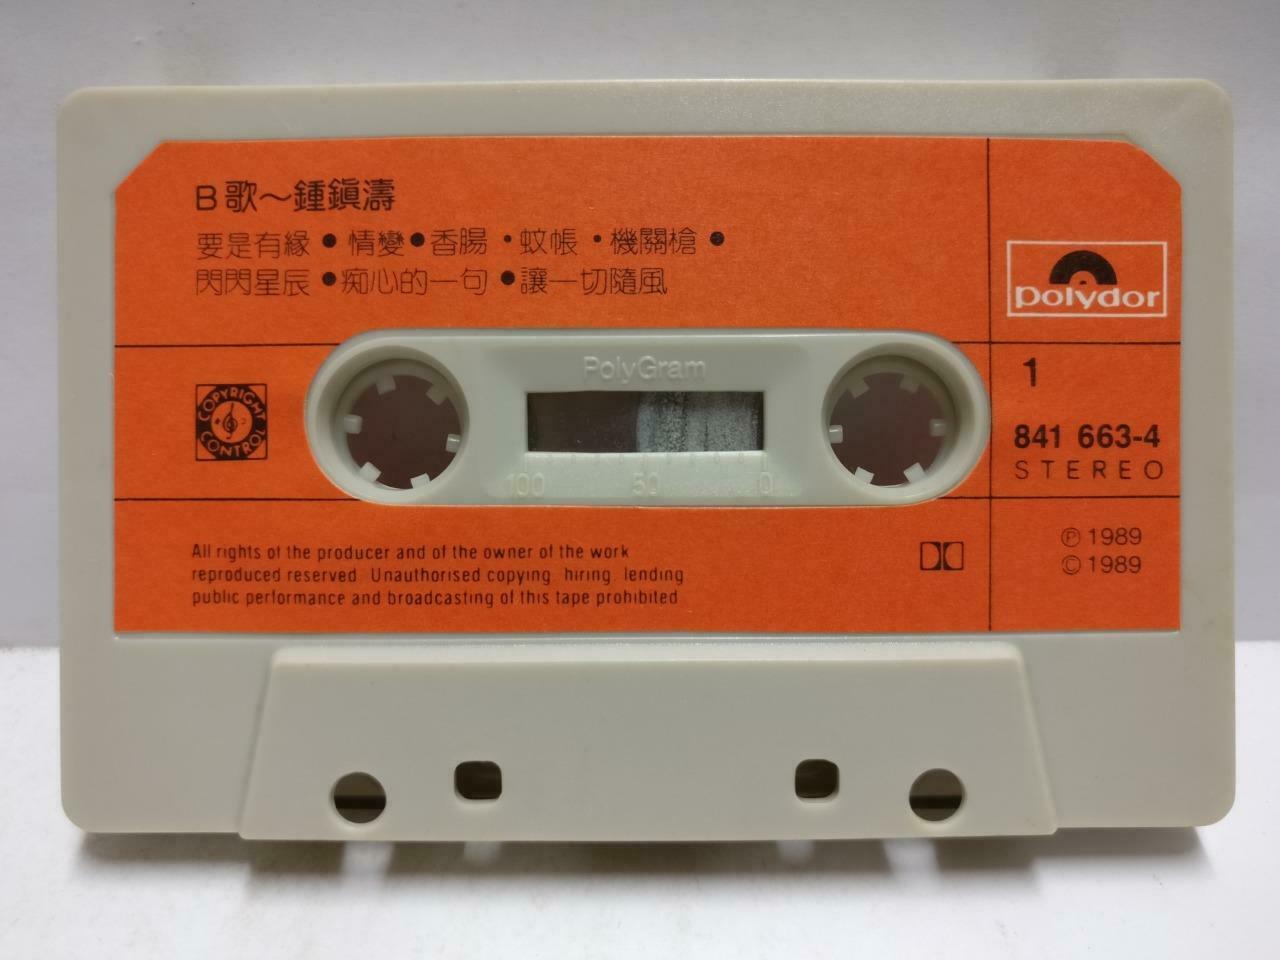 B歌～鍾鎮濤
要是有緣●情變●香腸・蚊帳・機關槍●
閃閃星辰●痴心的一句●讓一切隨風
polydor
PolyGram
1
COPYRIGHT CONTROL
841 663-4
STEREO
100 50 0
All rights of the producer and of the owner of the work
reproduced reserved Unauthorised copying hiring lending
public performance and broadcasting of this tape prohibited
Ⓟ 1989
© 1989